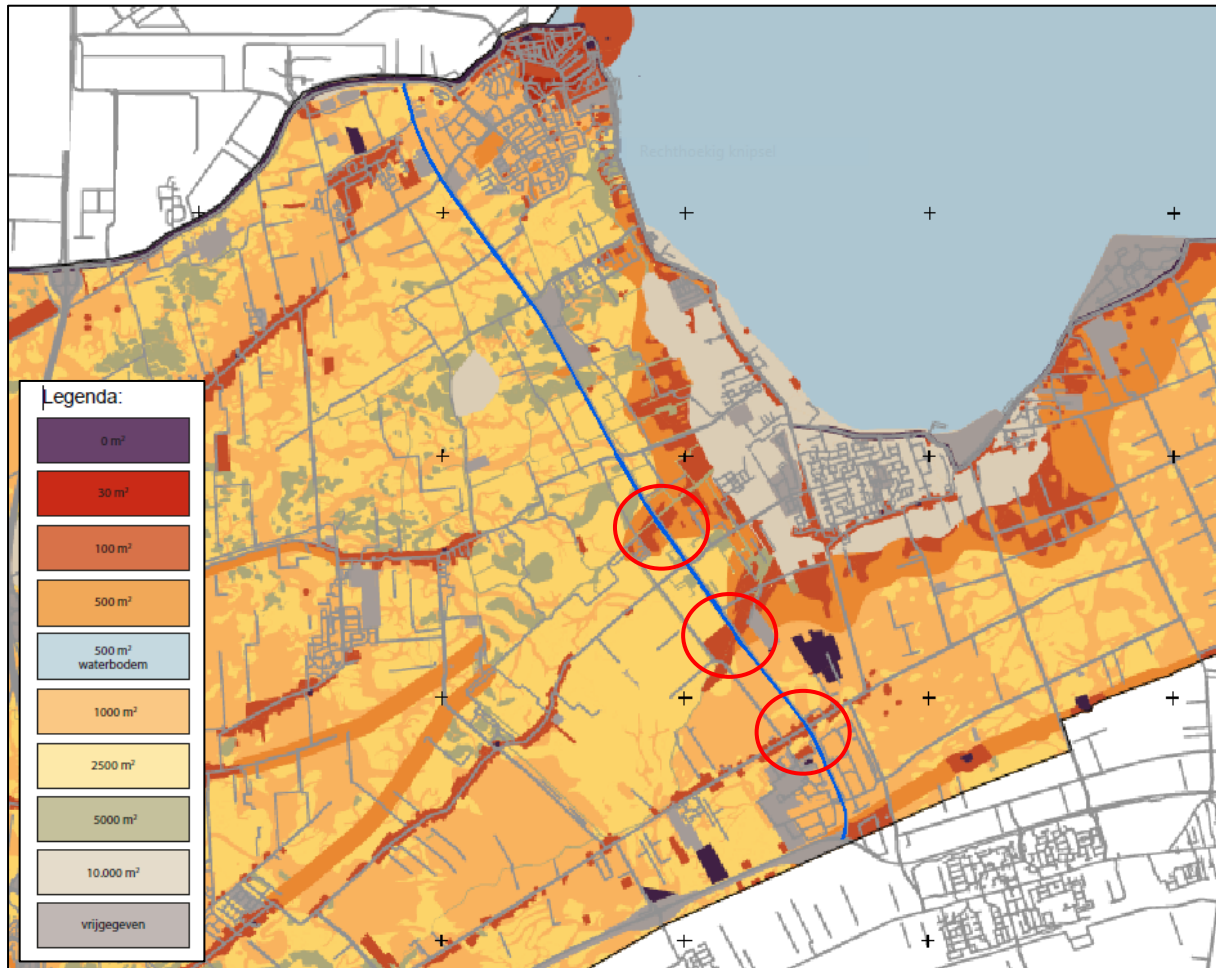 Rechthoekig knipsel
Legenda:
0 m²
30 m²
100 m²
500 m²
500 m²
waterbodem
1000 m²
2500 m²
5000 m²
10.000 m²
vrijgegeven